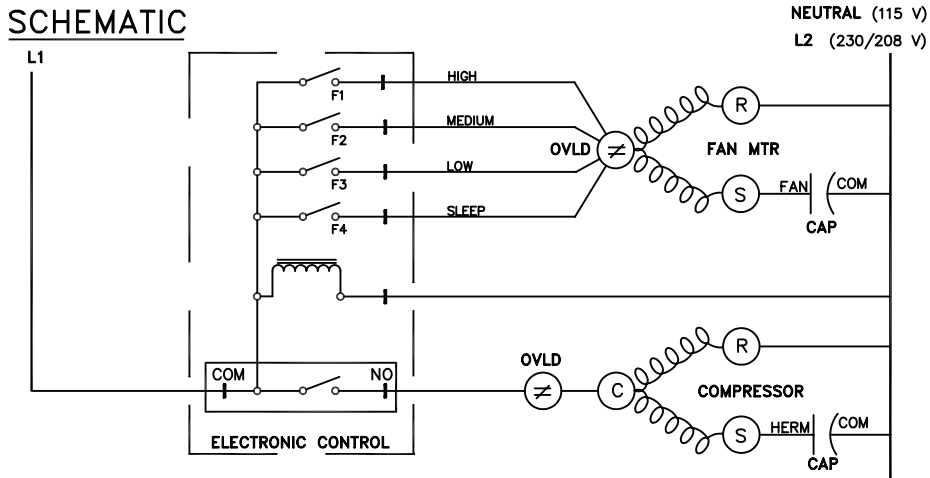 SCHEMATIC
NEUTRAL (115 V)
L2 (230/208 V)
L1
F1
HIGH
F2
MEDIUM
F3
LOW
F4
SLEEP
OVLD
R
FAN MTR
S
FAN
COM
CAP
COM
NO
ELECTRONIC CONTROL
OVLD
C
R
COMPRESSOR
S
HERM
COM
CAP